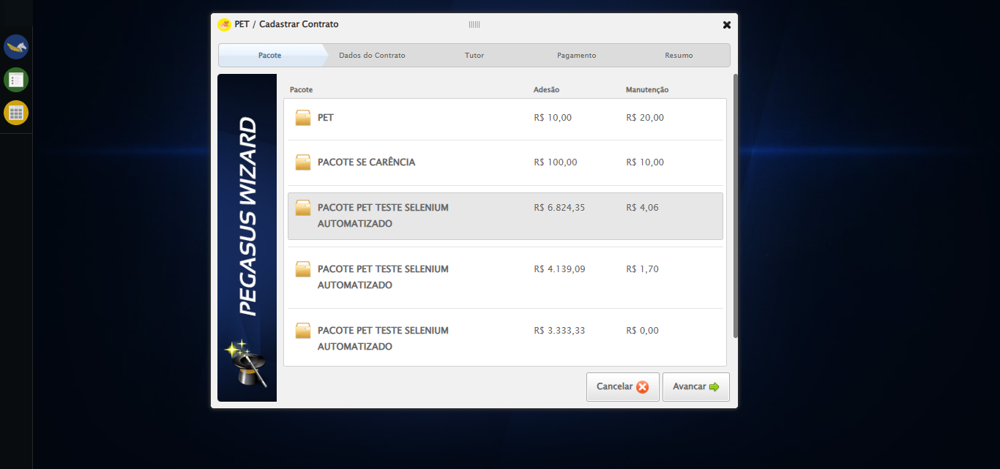 PET / Cadastrar Contrato
Pacote Dados do Contrato Tutor Pagamento Resumo
PEGASUS WIZARD
Pacote Adesão Manutenção
PET R$ 10,00 R$ 20,00
PACOTE SE CARÊNCIA R$ 100,00 R$ 10,00
PACOTE PET TESTE SELENIUM R$ 6.824,35 R$ 4,06
AUTOMATIZADO
PACOTE PET TESTE SELENIUM R$ 4.139,09 R$ 1,70
AUTOMATIZADO
PACOTE PET TESTE SELENIUM R$ 3.333,33 R$ 0,00
AUTOMATIZADO
Cancelar Avancar